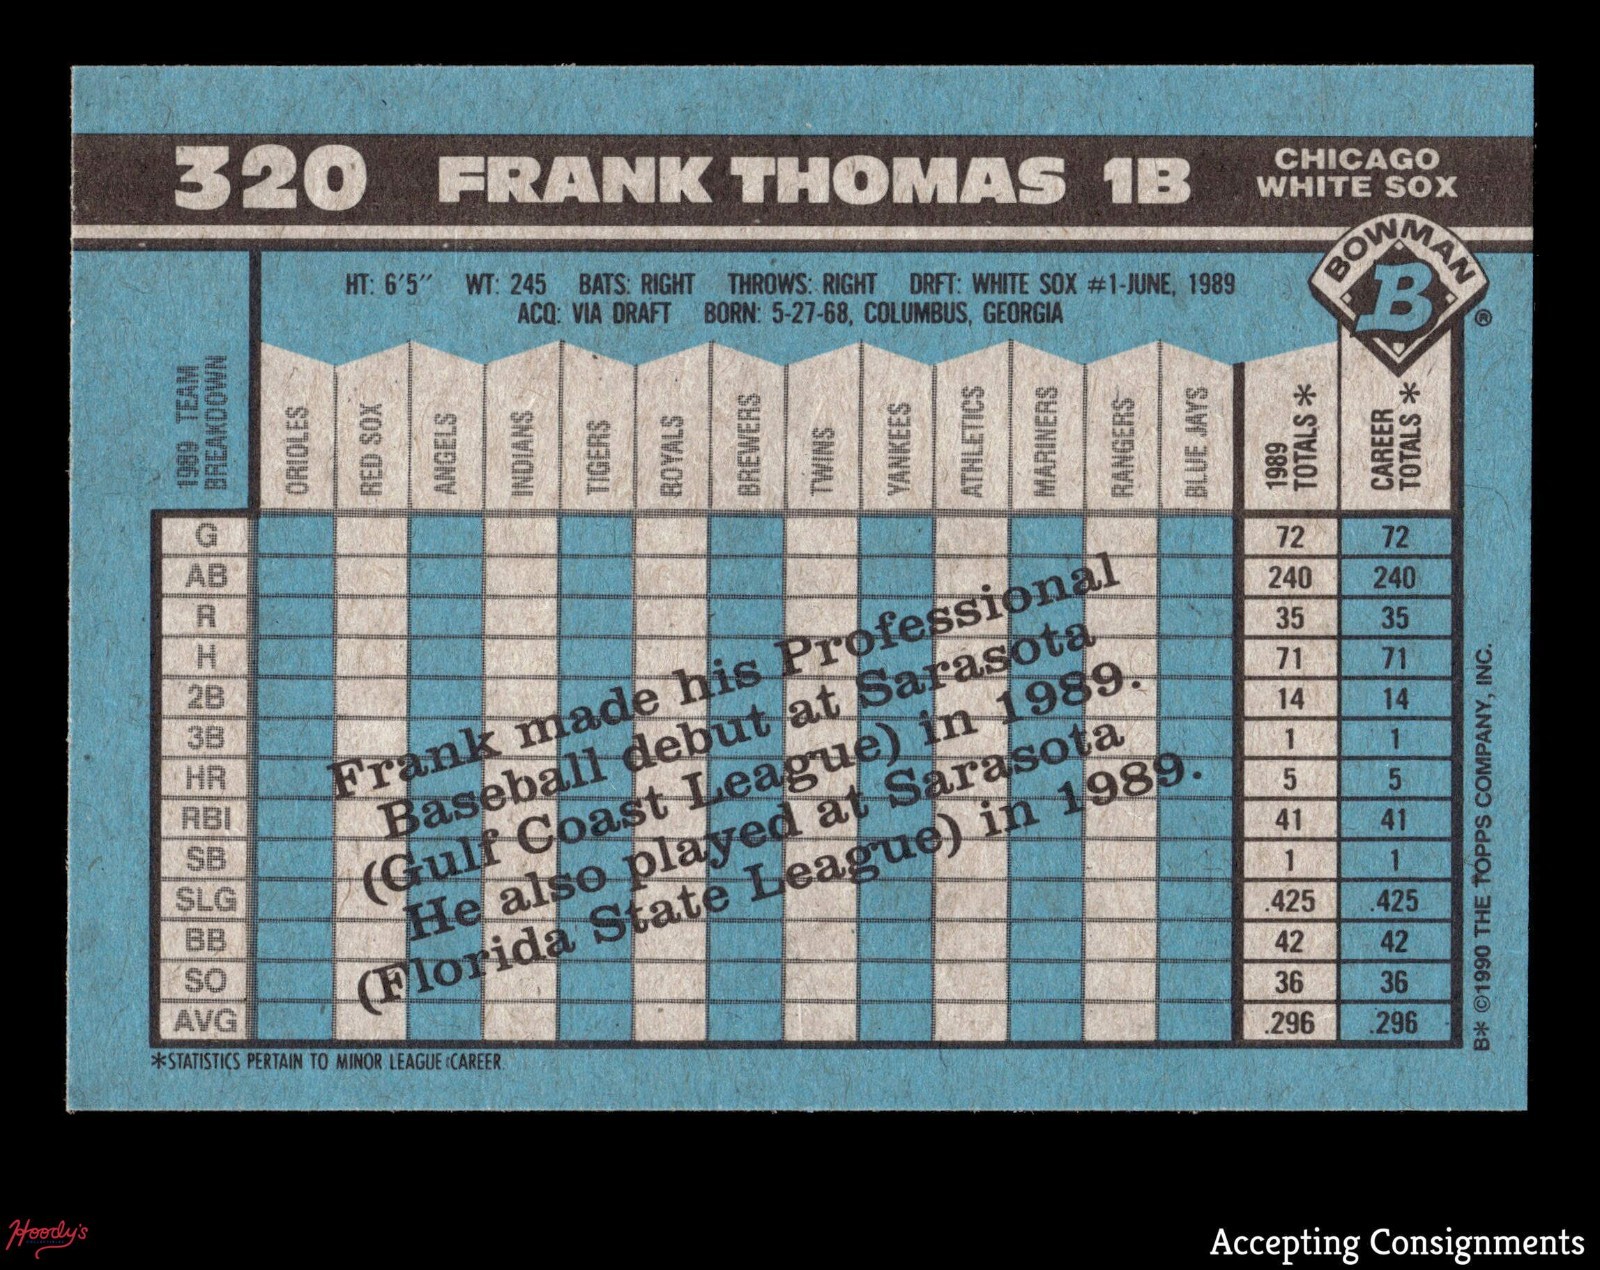 320 FRANK THOMAS 1B CHICAGO WHITE SOX
BOWMAN
B
®
HT: 6'5" WT: 245 BATS: RIGHT THROWS: RIGHT DRFT: WHITE SOX #1-JUNE, 1989
ACQ: VIA DRAFT BORN: 5-27-68, COLUMBUS, GEORGIA
1989 TEAM BREAKDOWN ORIOLES RED SOX ANGELS INDIANS TIGERS ROYALS BREWERS TWINS YANKEES ATHLETICS MARINERS RANGERS BLUE JAYS 1989 TOTALS * CAREER TOTALS *
G 72 72
AB 240 240
R 35 35
H 71 71
2B 14 14
3B 1 1
HR 5 5
RBI 41 41
SB 1 1
SLG .425 .425
BB 42 42
SO 36 36
AVG .296 .296
Frank made his Professional
Baseball debut at Sarasota
(Gulf Coast League) in 1989.
He also played at Sarasota
(Florida State League) in 1989.
*STATISTICS PERTAIN TO MINOR LEAGUE CAREER
B* ©1990 THE TOPPS COMPANY, INC.
Hoody's
Accepting Consignments